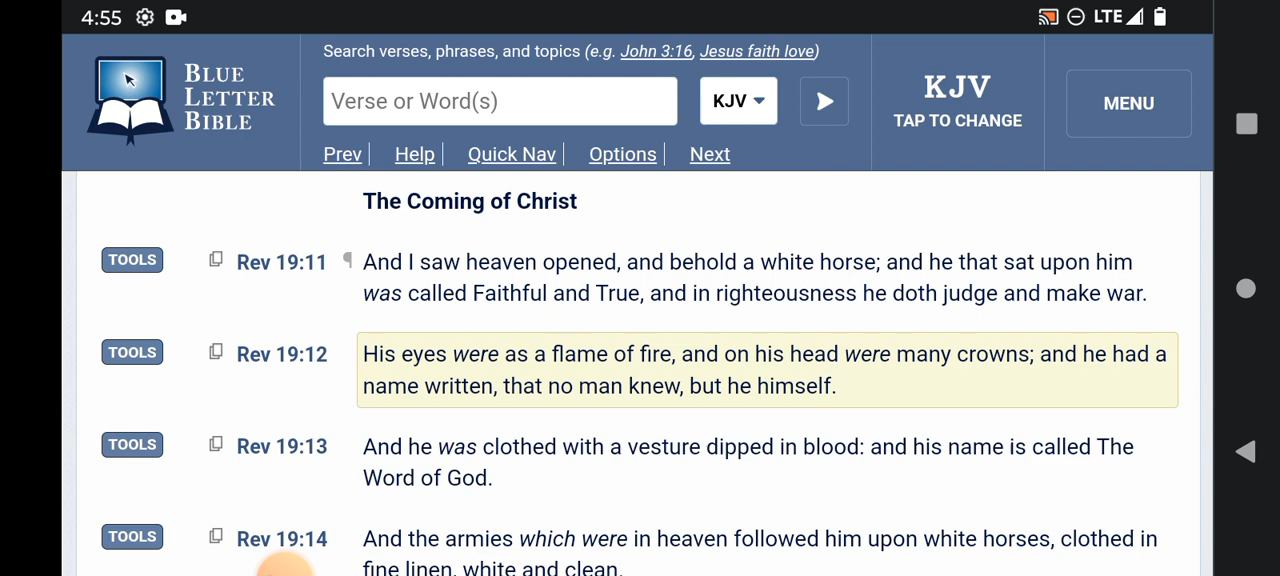 4:55
LTE
BLUE
LETTER
BIBLE
Search verses, phrases, and topics (e.g. John 3:16, Jesus faith love)
Verse or Word(s)
KJV
KJV
TAP TO CHANGE
MENU
Prev | Help | Quick Nav | Options | Next
The Coming of Christ
TOOLS Rev 19:11 ¶ And I saw heaven opened, and behold a white horse; and he that sat upon him
was called Faithful and True, and in righteousness he doth judge and make war.
TOOLS Rev 19:12 His eyes were as a flame of fire, and on his head were many crowns; and he had a
name written, that no man knew, but he himself.
TOOLS Rev 19:13 And he was clothed with a vesture dipped in blood: and his name is called The
Word of God.
TOOLS Rev 19:14 And the armies which were in heaven followed him upon white horses, clothed in
fine linen, white and clean.